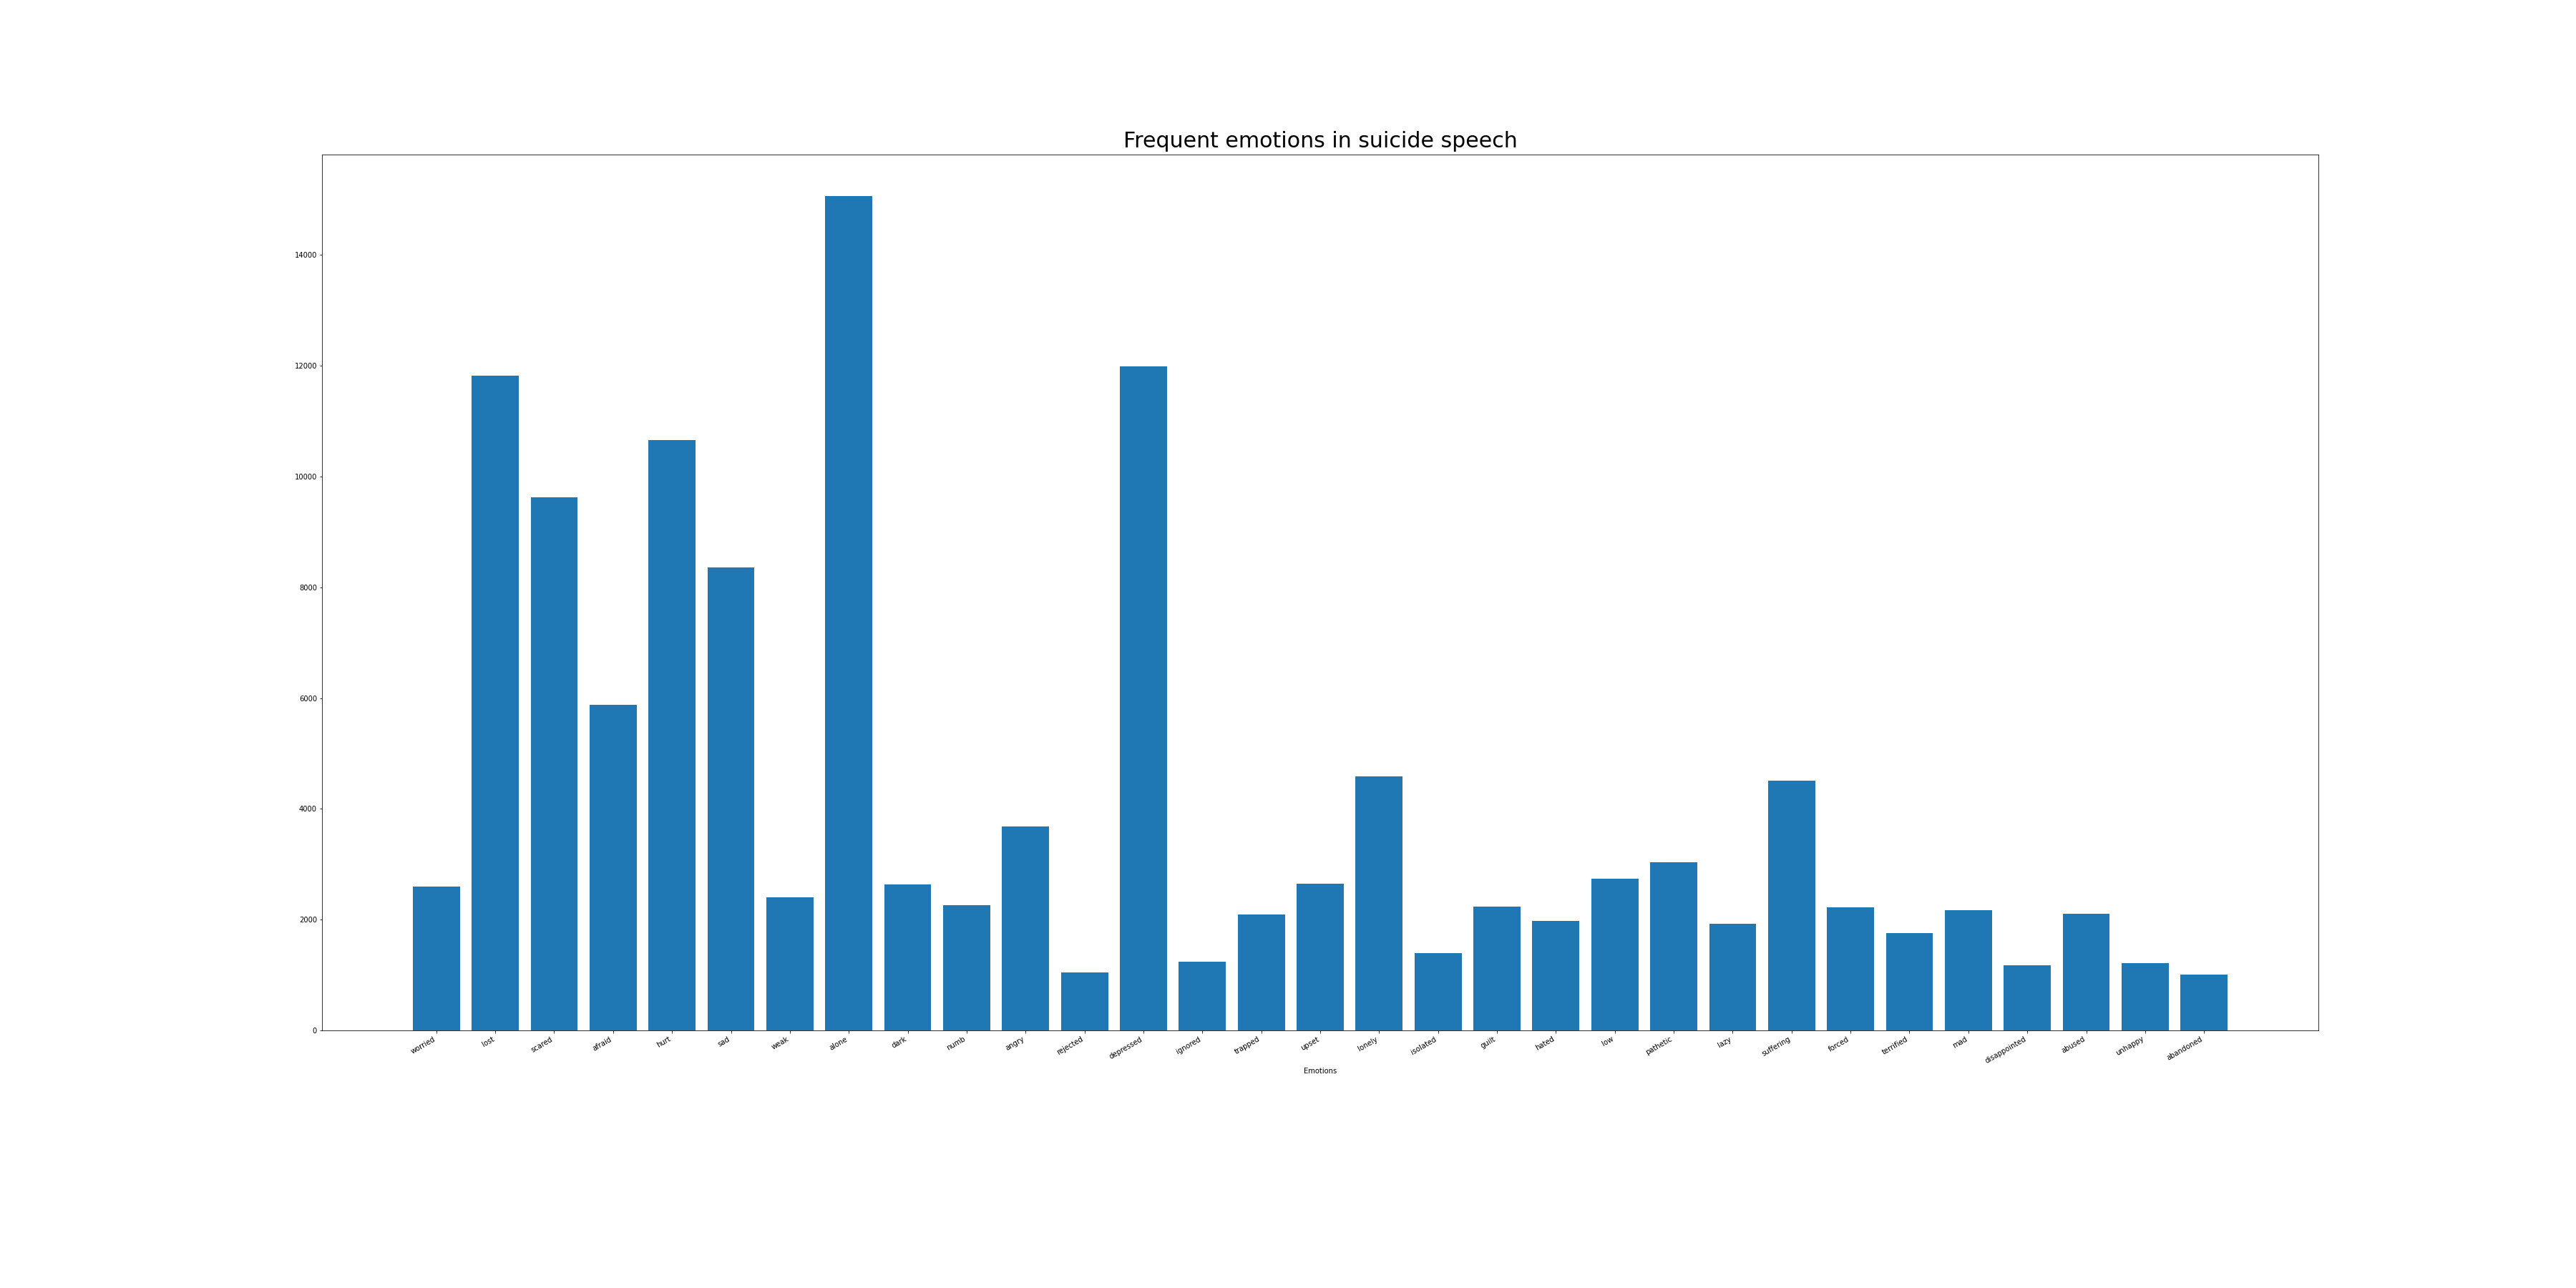 Frequent emotions in suicide speech
14000
12000
10000
8000
6000
4000
2000
0
worried
lost
scared
afraid
hurt
sad
weak
alone
dark
numb
angry
rejected
depressed
ignored
trapped
upset
lonely
isolated
guilt
hated
low
pathetic
lazy
suffering
forced
terrified
mad
disappointed
abused
unhappy
abandoned
Emotions